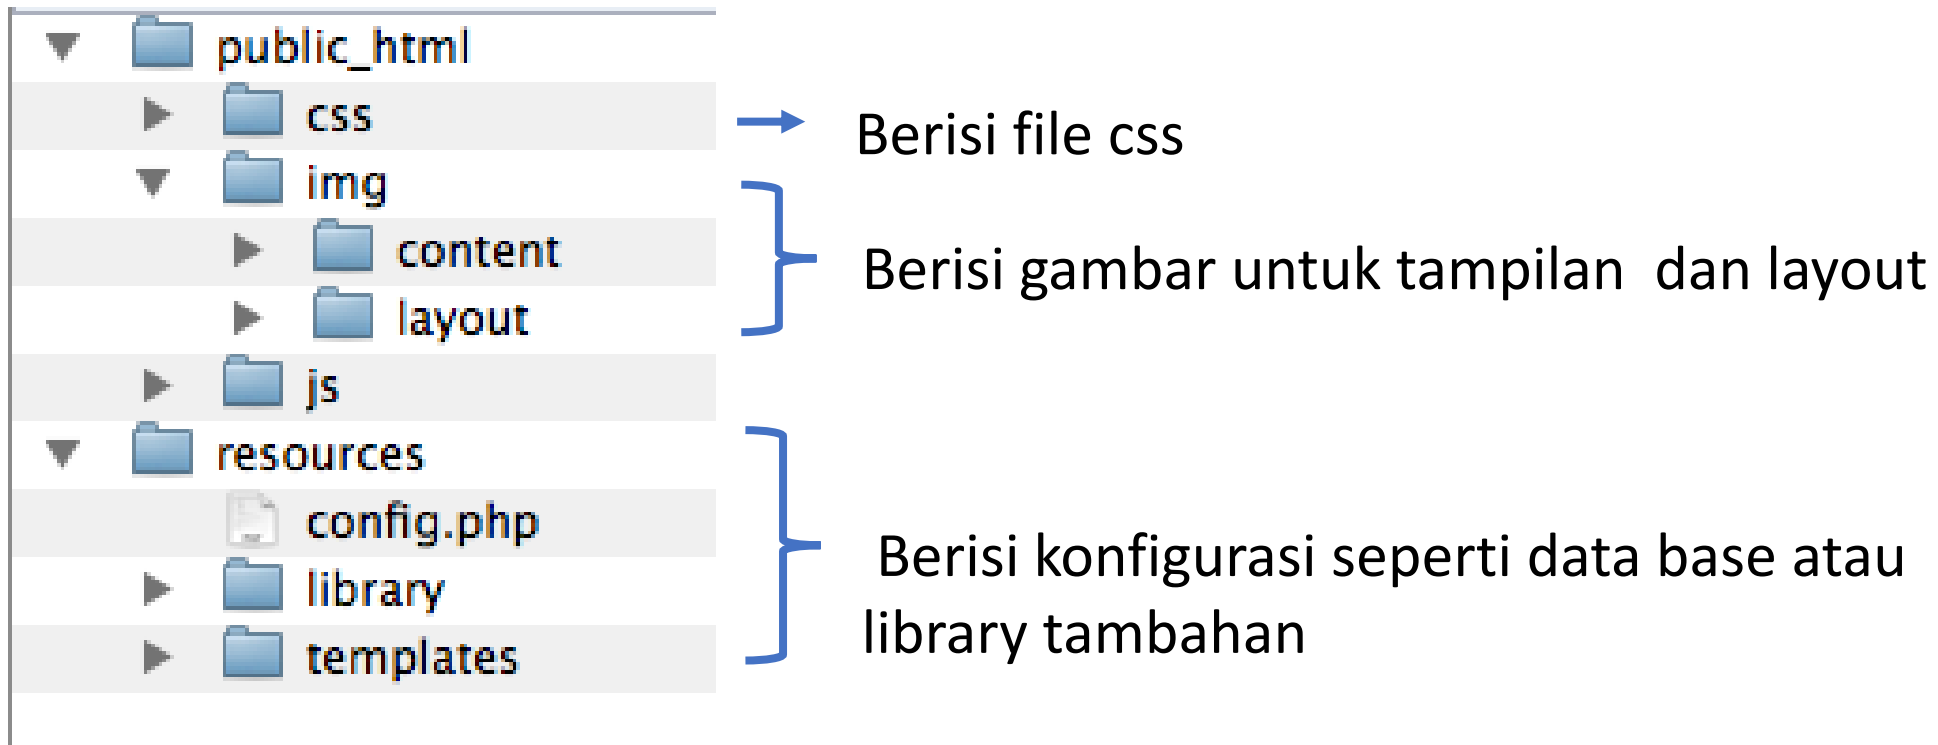 public_html
css
Berisi file css
img
content
Berisi gambar untuk tampilan  dan layout
layout
js
resources
config.php
Berisi konfigurasi seperti data base atau
library
library tambahan
templates